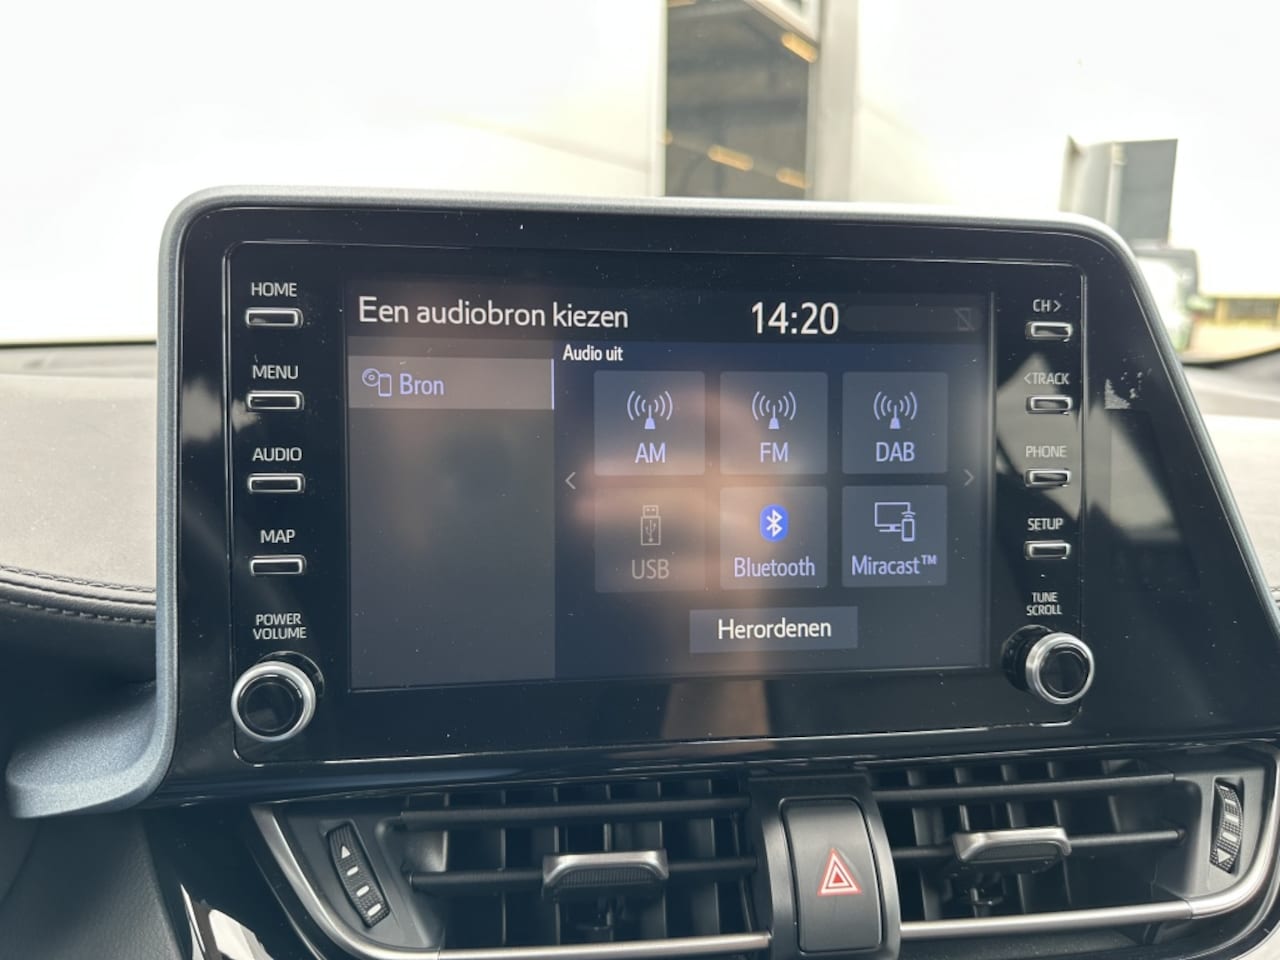 HOME
MENU
AUDIO
MAP
POWER
VOLUME
Een audiobron kiezen
14:20
Audio uit
Bron
AM
FM
DAB
USB
Bluetooth
Miracast™
Herordenen
CH>
<TRACK
PHONE
SETUP
TUNE
SCROLL